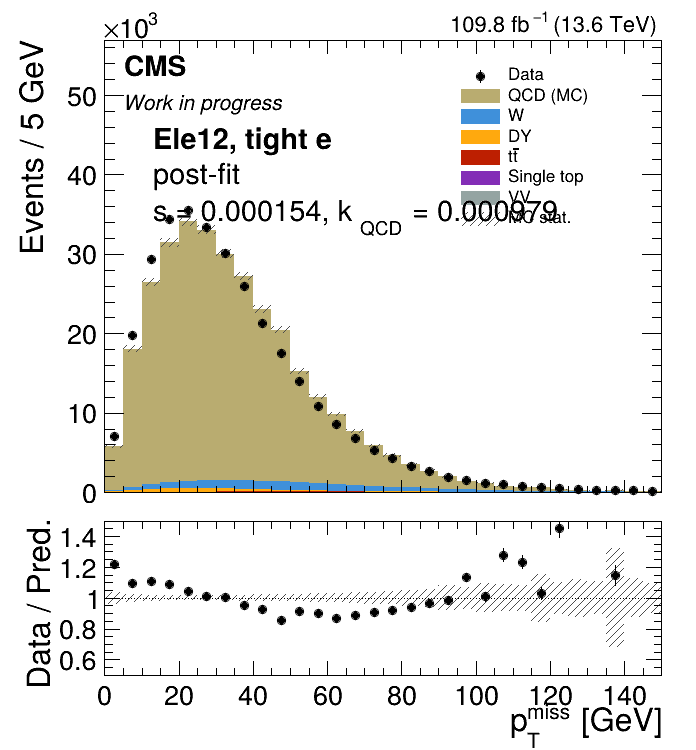 ×10³
109.8 fb⁻¹ (13.6 TeV)
Events / 5 GeV
CMS
Work in progress
Ele12, tight e
post-fit
s = 0.000154, k QCD = 0.000979
Data
QCD (MC)
W
DY
tt̄
Single top
VV
MC stat.
50
40
30
20
10
0
Data / Pred.
1.4
1.2
1
0.8
0.6
0 20 40 60 80 100 120 140
p_T^miss [GeV]